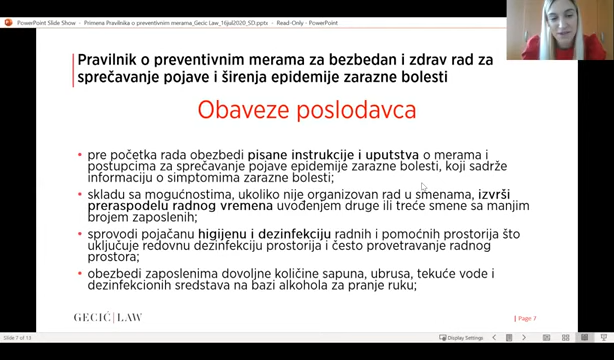 PowerPoint Slide Show - Primena Pravilnika o preventivnim merama_Gecic Law_16jul2020_SD.pptx - Read-Only - PowerPoint
Pravilnik o preventivnim merama za bezbedan i zdrav rad za
sprečavanje pojave i širenja epidemije zarazne bolesti
Obaveze poslodavca
• pre početka rada obezbedi pisane instrukcije i uputstva o merama i
postupcima za sprečavanje pojave epidemije zarazne bolesti, koji sadrže
informaciju o simptomima zarazne bolesti;
• skladu sa mogućnostima, ukoliko nije organizovan rad u smenama, izvrši
preraspodelu radnog vremena uvođenjem druge ili treće smene sa manjim
brojem zaposlenih;
• sprovodi pojačanu higijenu i dezinfekciju radnih i pomoćnih prostorija što
uključuje redovnu dezinfekciju prostorija i često provetravanje radnog
prostora;
• obezbedi zaposlenima dovoljne količine sapuna, ubrusa, tekuće vode i
dezinfekcionih sredstava na bazi alkohola za pranje ruku;
GECIĆ|LAW
| Page 7
Slide 7 of 13
Display Settings